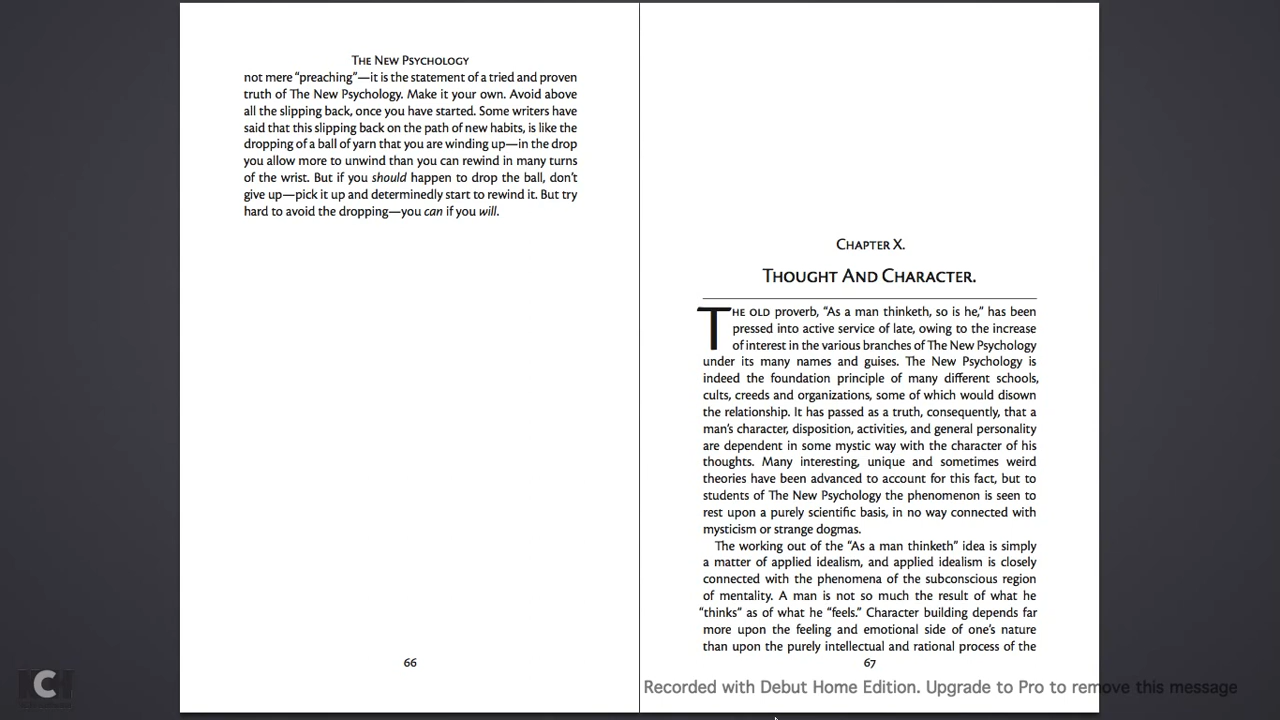 The New Psychology
not mere “preaching”—it is the statement of a tried and proven
truth of The New Psychology. Make it your own. Avoid above
all the slipping back, once you have started. Some writers have
said that this slipping back on the path of new habits, is like the
dropping of a ball of yarn that you are winding up—in the drop
you allow more to unwind than you can rewind in many turns
of the wrist. But if you should happen to drop the ball, don’t
give up—pick it up and determinedly start to rewind it. But try
hard to avoid the dropping—you can if you will.
66
Chapter X.
Thought And Character.
The old proverb, “As a man thinketh, so is he,” has been
pressed into active service of late, owing to the increase
of interest in the various branches of The New Psychology
under its many names and guises. The New Psychology is
indeed the foundation principle of many different schools,
cults, creeds and organizations, some of which would disown
the relationship. It has passed as a truth, consequently, that a
man’s character, disposition, activities, and general personality
are dependent in some mystic way with the character of his
thoughts. Many interesting, unique and sometimes weird
theories have been advanced to account for this fact, but to
students of The New Psychology the phenomenon is seen to
rest upon a purely scientific basis, in no way connected with
mysticism or strange dogmas.
The working out of the “As a man thinketh” idea is simply
a matter of applied idealism, and applied idealism is closely
connected with the phenomena of the subconscious region
of mentality. A man is not so much the result of what he
“thinks” as of what he “feels.” Character building depends far
more upon the feeling and emotional side of one’s nature
than upon the purely intellectual and rational process of the
67
Recorded with Debut Home Edition. Upgrade to Pro to remove this message